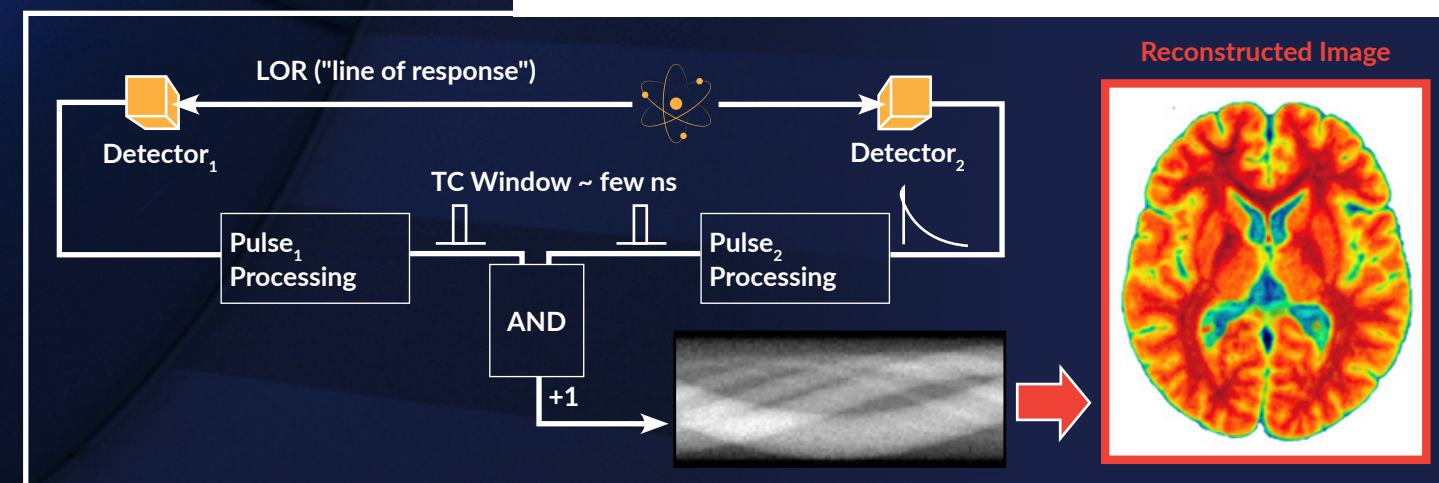 Reconstructed Image
LOR ("line of response")
Detector₁
Detector₂
TC Window ~ few ns
Pulse₁
Processing
Pulse₂
Processing
AND
+1